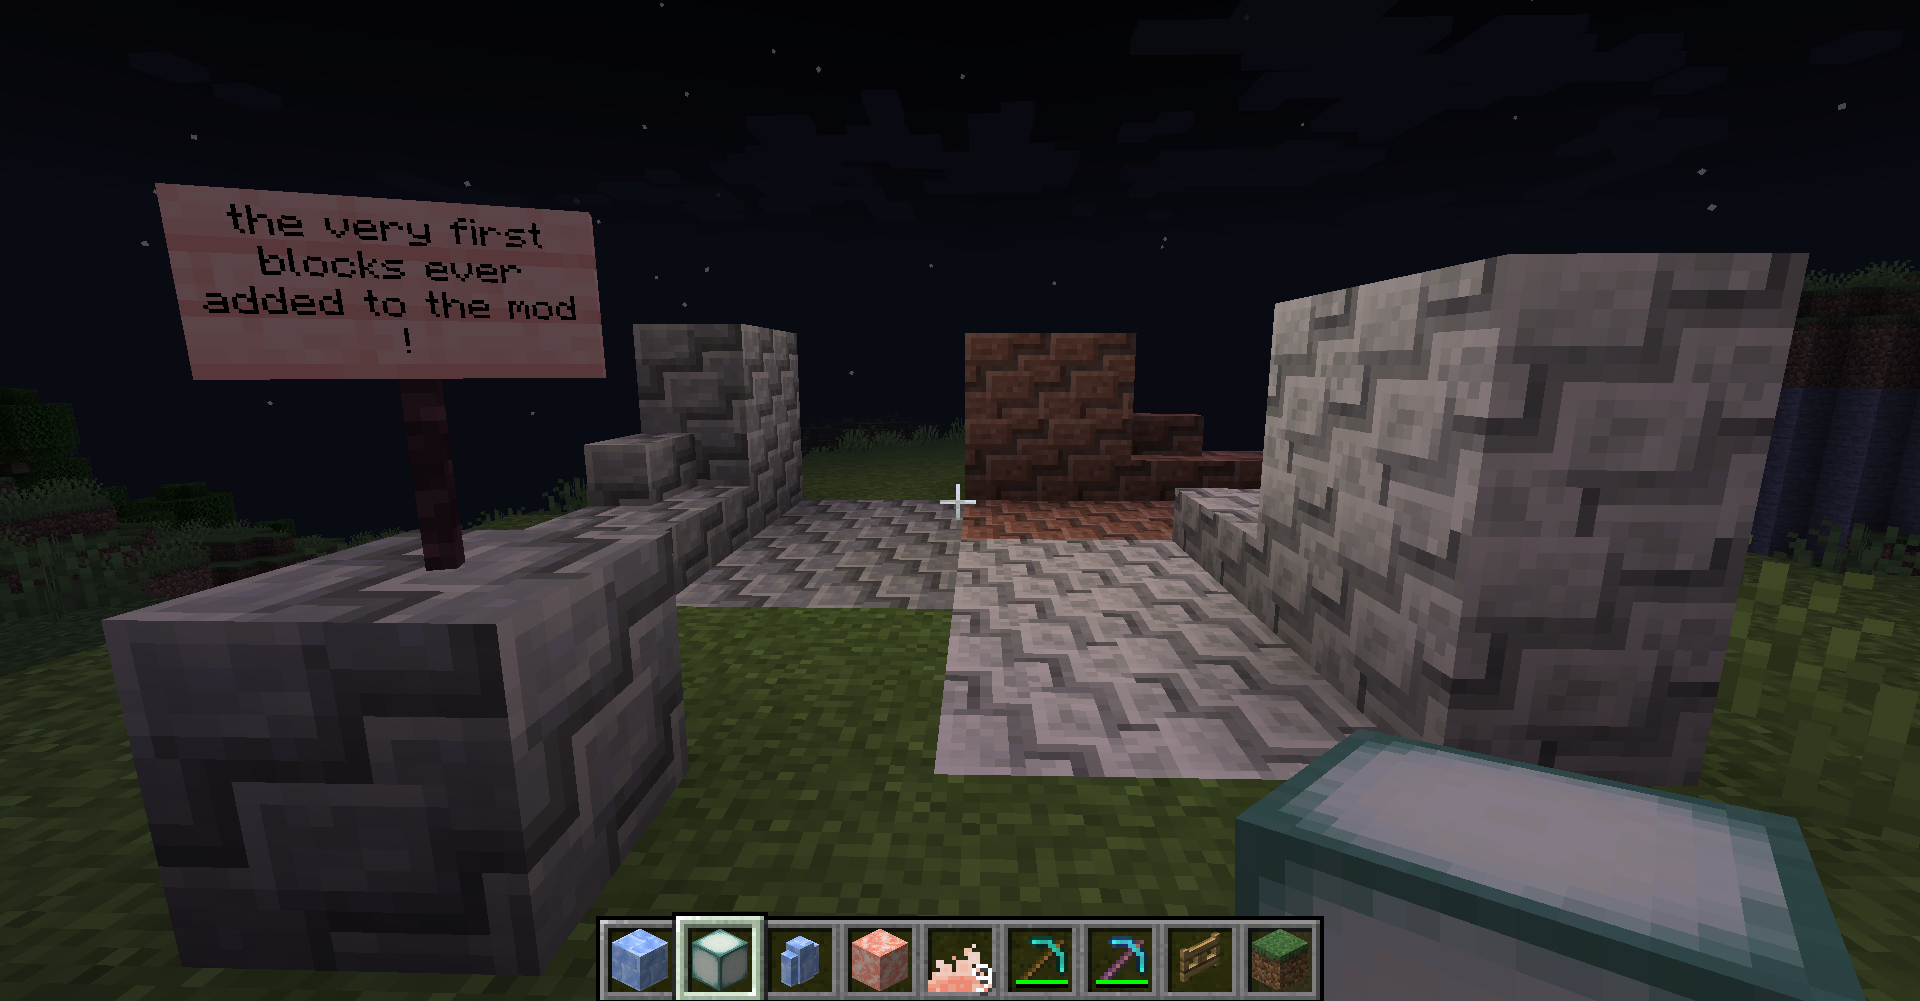 the very first
blocks ever
added to the mod
!